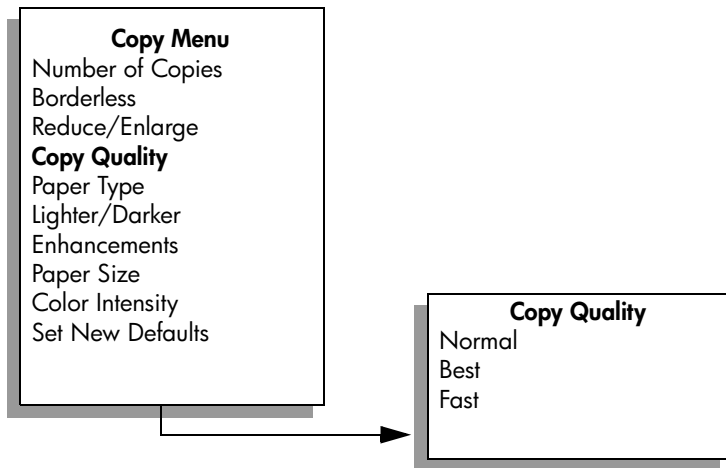 Copy Menu
Number of Copies
Borderless
Reduce/Enlarge
Copy Quality
Paper Type
Lighter/Darker
Enhancements
Paper Size
Color Intensity
Set New Defaults
Copy Quality
Normal
Best
Fast